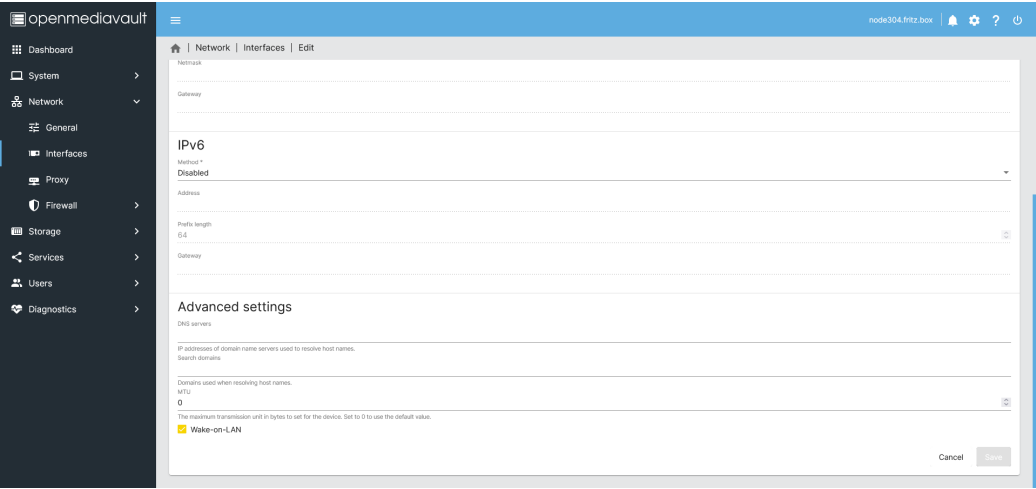 openmediavault
node304.fritz.box
Dashboard
System
Network
General
Interfaces
Proxy
Firewall
Storage
Services
Users
Diagnostics
| Network | Interfaces | Edit
Netmask
Gateway
IPv6
Method *
Disabled
Address
Prefix length
64
Gateway
Advanced settings
DNS servers
IP addresses of domain name servers used to resolve host names.
Search domains
Domains used when resolving host names.
MTU
0
The maximum transmission unit in bytes to set for the device. Set to 0 to use the default value.
Wake-on-LAN
Cancel Save